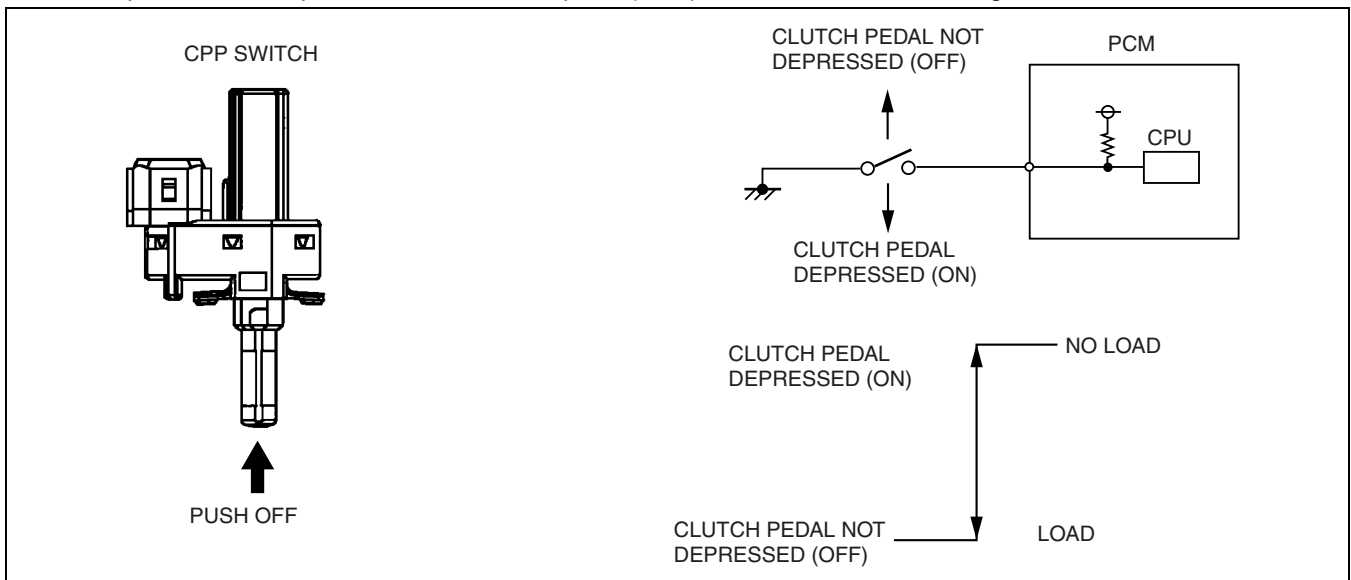 CPP SWITCH
PUSH OFF
CLUTCH PEDAL NOT
DEPRESSED (OFF)
PCM
CPU
CLUTCH PEDAL
DEPRESSED (ON)
CLUTCH PEDAL
DEPRESSED (ON)
NO LOAD
CLUTCH PEDAL NOT
DEPRESSED (OFF)
LOAD